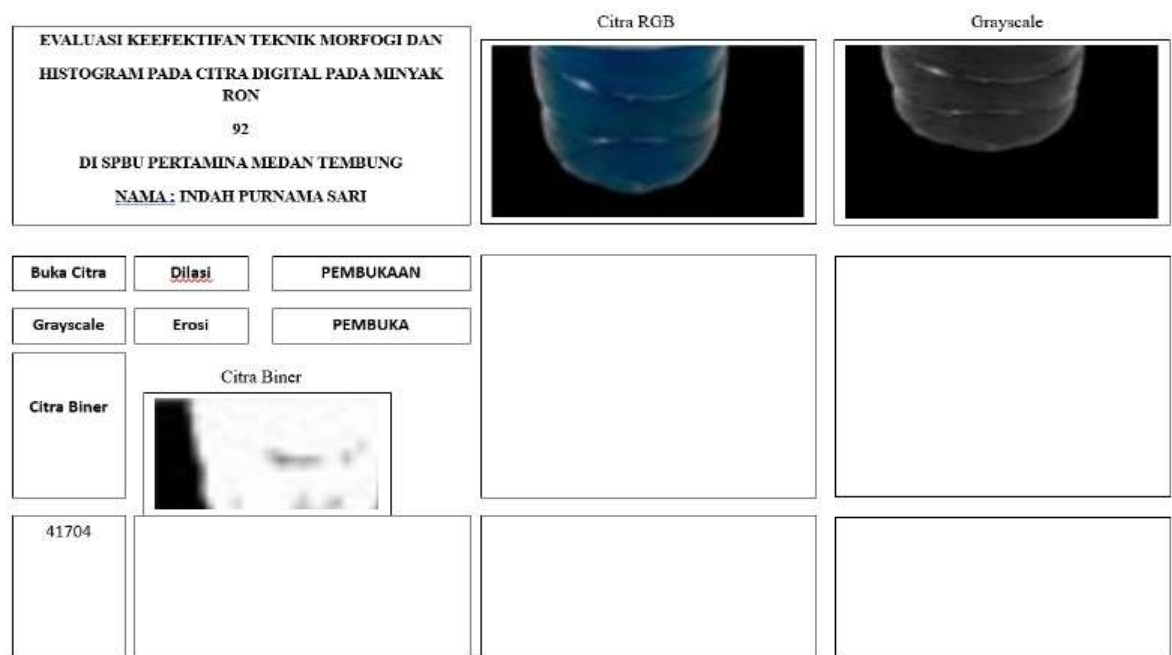 EVALUASI KEEFEKTIFAN TEKNIK MORFOGI DAN
HISTOGRAM PADA CITRA DIGITAL PADA MINYAK
RON
92
DI SPBU PERTAMINA MEDAN TEMBUNG
NAMA : INDAH PURNAMA SARI
Citra RGB
Grayscale
Buka Citra
Dilasi
PEMBUKAAN
Grayscale
Erosi
PEMBUKA
Citra Biner
Citra Biner
41704